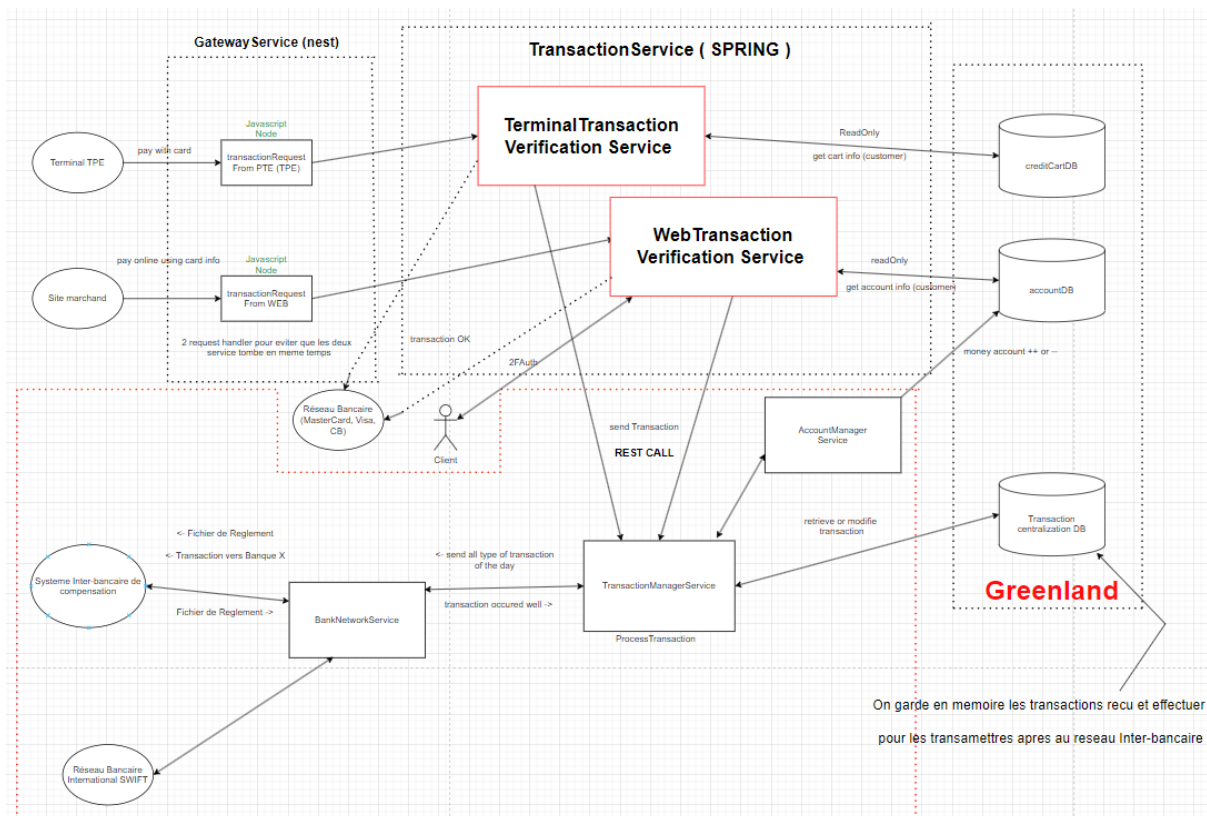 GatewayService (nest)
TransactionService ( SPRING )
Javascript
Node
Terminal TPE
pay with card
transactionRequest
From PTE (TPE)
TerminalTransaction
Verification Service
ReadOnly
get cart info (customer)
creditCartDB
pay online using card info
Javascript
Node
Site marchand
transactionRequest
From WEB
WebTransaction
Verification Service
readOnly
get account info (customer)
accountDB
2 request handler pour eviter que les deux
service tombe en meme temps
transaction OK
2FAuth
money account ++ or --
Réseau Bancaire
(MasterCard, Visa,
CB)
Client
send Transaction
REST CALL
AccountManager
Service
<- Fichier de Reglement
<- Transaction vers Banque X
Systeme Inter-bancaire de
compensation
Fichier de Reglement ->
<- send all type of transaction
of the day
transaction occured well ->
BankNetworkService
TransactionManagerService
ProcessTransaction
retrieve or modifie
transaction
Transaction
centralization DB
Greenland
On garde en memoire les transactions recu et effectuer
pour les transamettres apres au reseau Inter-bancaire
Réseau Bancaire
International SWIFT